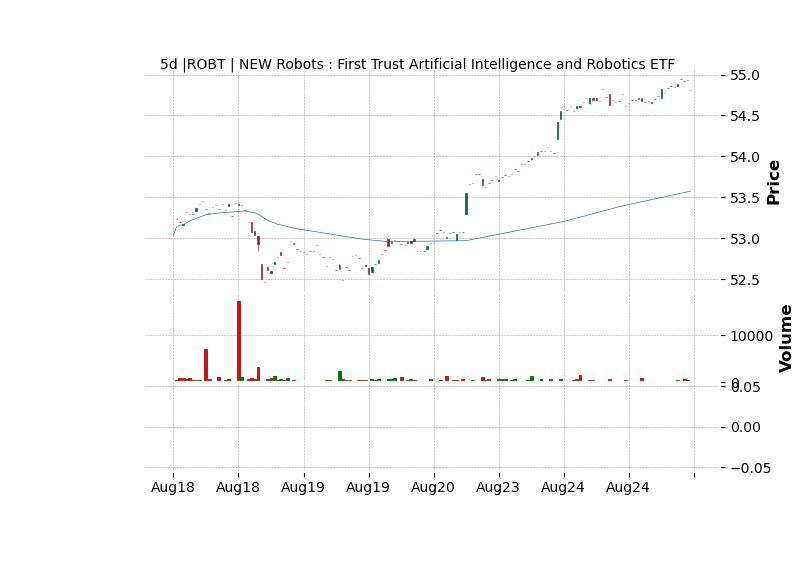 5d |ROBT | NEW Robots : First Trust Artificial Intelligence and Robotics ETF
55.0
54.5
54.0
53.5
53.0
52.5
Price
10000
0
Volume
0.05
0.00
−0.05
Aug18 Aug18 Aug19 Aug19 Aug20 Aug23 Aug24 Aug24